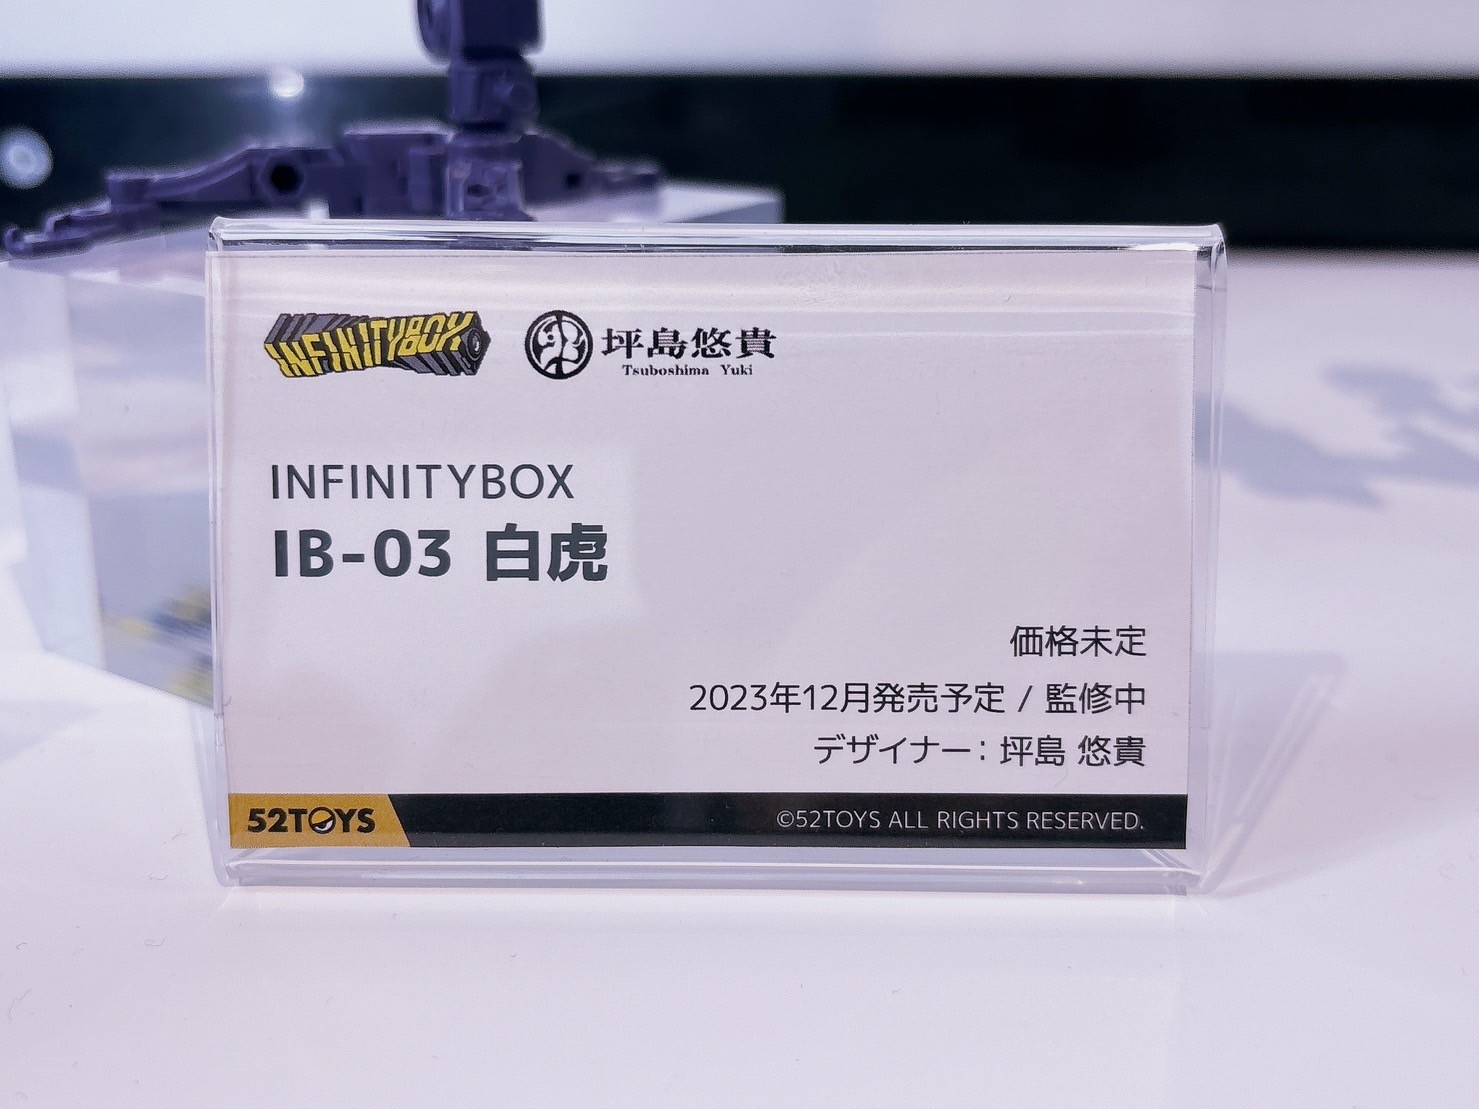 INFINITYBOX
坪島悠貴
Tsuboshima Yuki
INFINITYBOX
IB-03 白虎
価格未定
2023年12月発売予定 / 監修中
デザイナー：坪島 悠貴
52TOYS
©52TOYS ALL RIGHTS RESERVED.